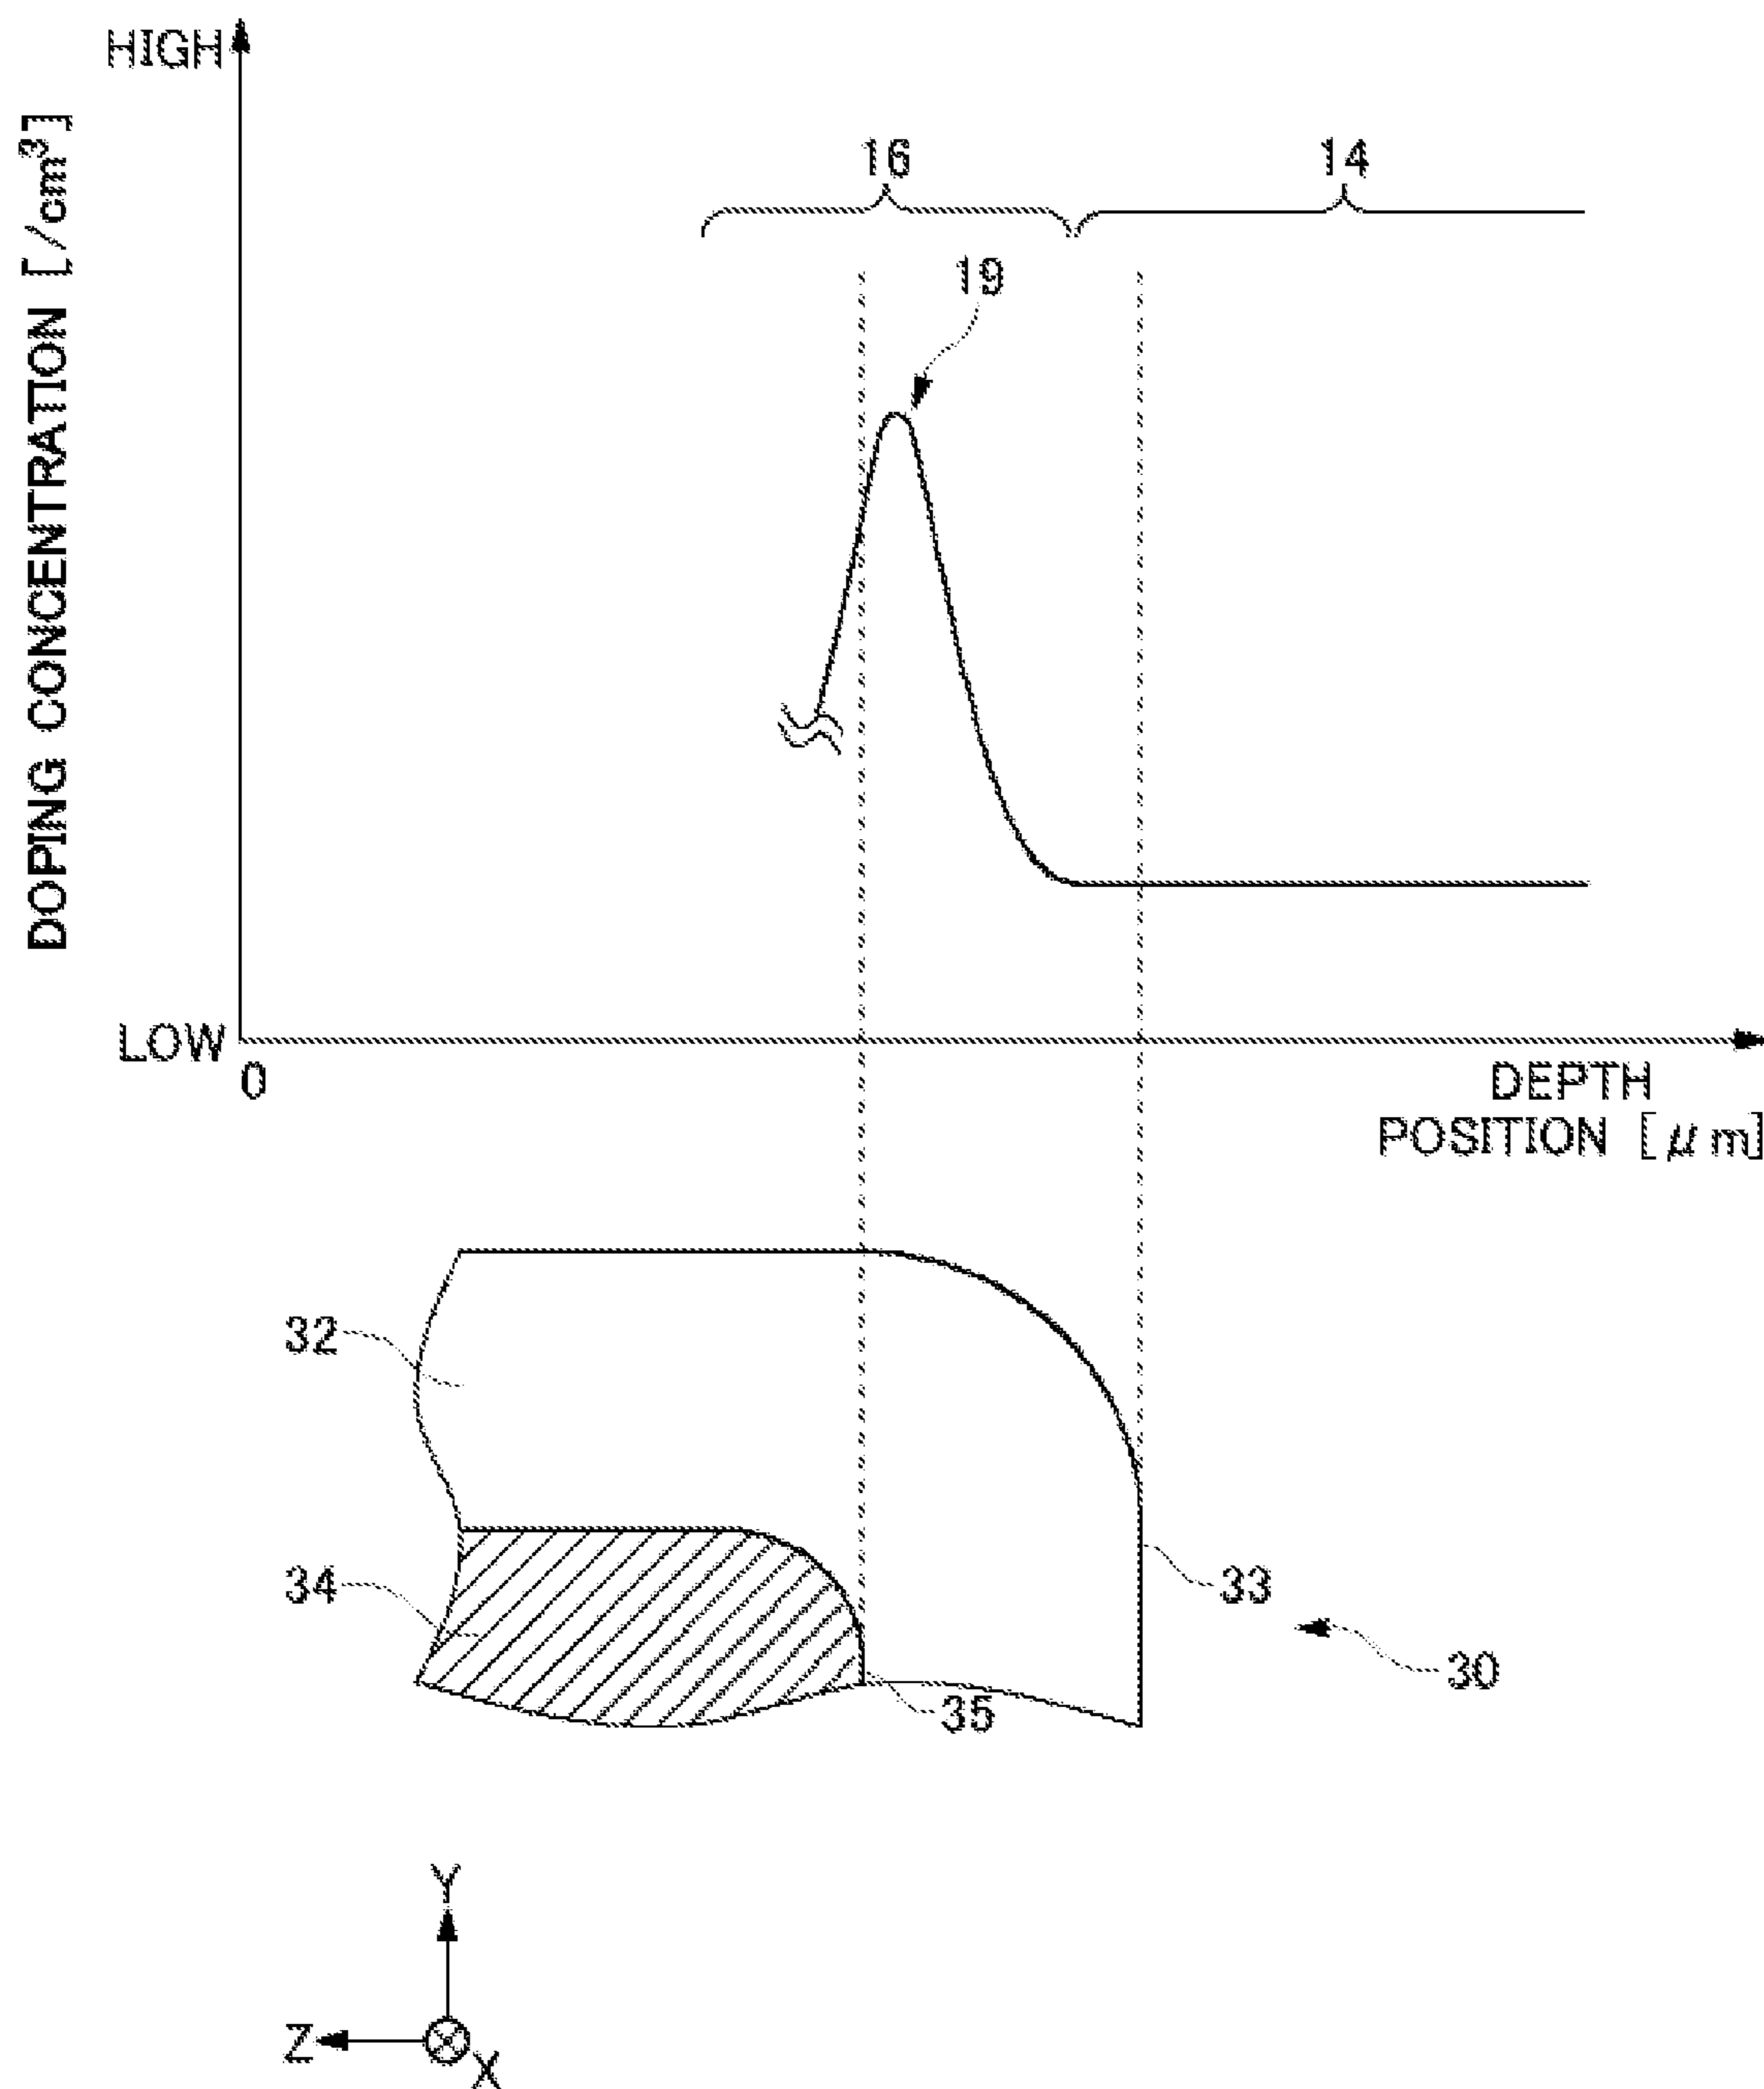 HIGH
DOPING CONCENTRATION [/cm³]
16
14
19
LOW
0
DEPTH
POSITION [μm]
32
34
33
30
35
Y
Z
X